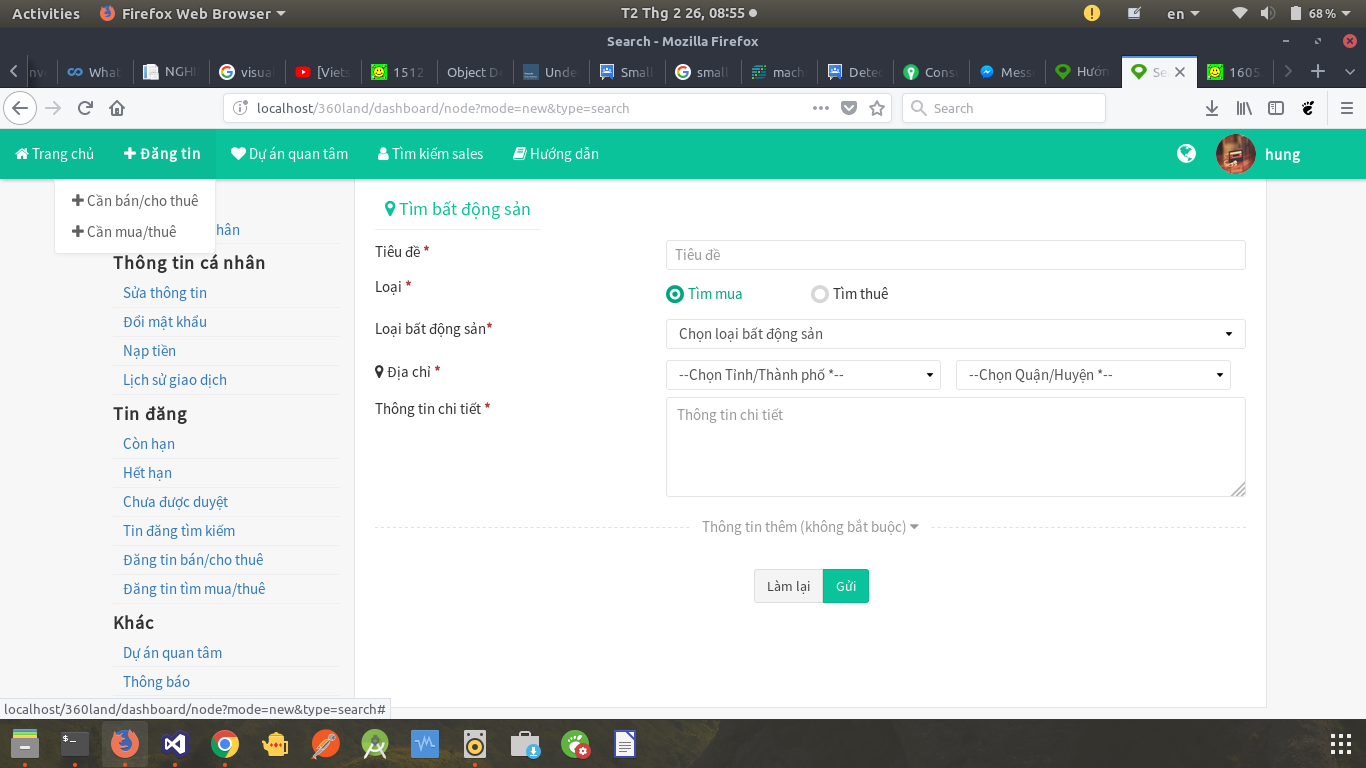 Activities Firefox Web Browser T2 Thg 2 26, 08:55 en 68%
Search - Mozilla Firefox
What NGHI visua [Viets 1512 Object De Unde Small small mach Detec Const Mess Hướn Se 1605
localhost/360land/dashboard/node?mode=new&type=search Search
Trang chủ Đăng tin Dự án quan tâm Tìm kiếm sales Hướng dẫn hung
Cần bán/cho thuê
Cần mua/thuê
hân
Thông tin cá nhân
Sửa thông tin
Đổi mật khẩu
Nạp tiền
Lịch sử giao dịch
Tin đăng
Còn hạn
Hết hạn
Chưa được duyệt
Tin đăng tìm kiếm
Đăng tin bán/cho thuê
Đăng tin tìm mua/thuê
Khác
Dự án quan tâm
Thông báo
Tìm bất động sản
Tiêu đề * Tiêu đề
Loại * Tìm mua Tìm thuê
Loại bất động sản* Chọn loại bất động sản
Địa chỉ * --Chọn Tỉnh/Thành phố *-- --Chọn Quận/Huyện *--
Thông tin chi tiết * Thông tin chi tiết
Thông tin thêm (không bắt buộc)
Làm lại Gửi
localhost/360land/dashboard/node?mode=new&type=search#